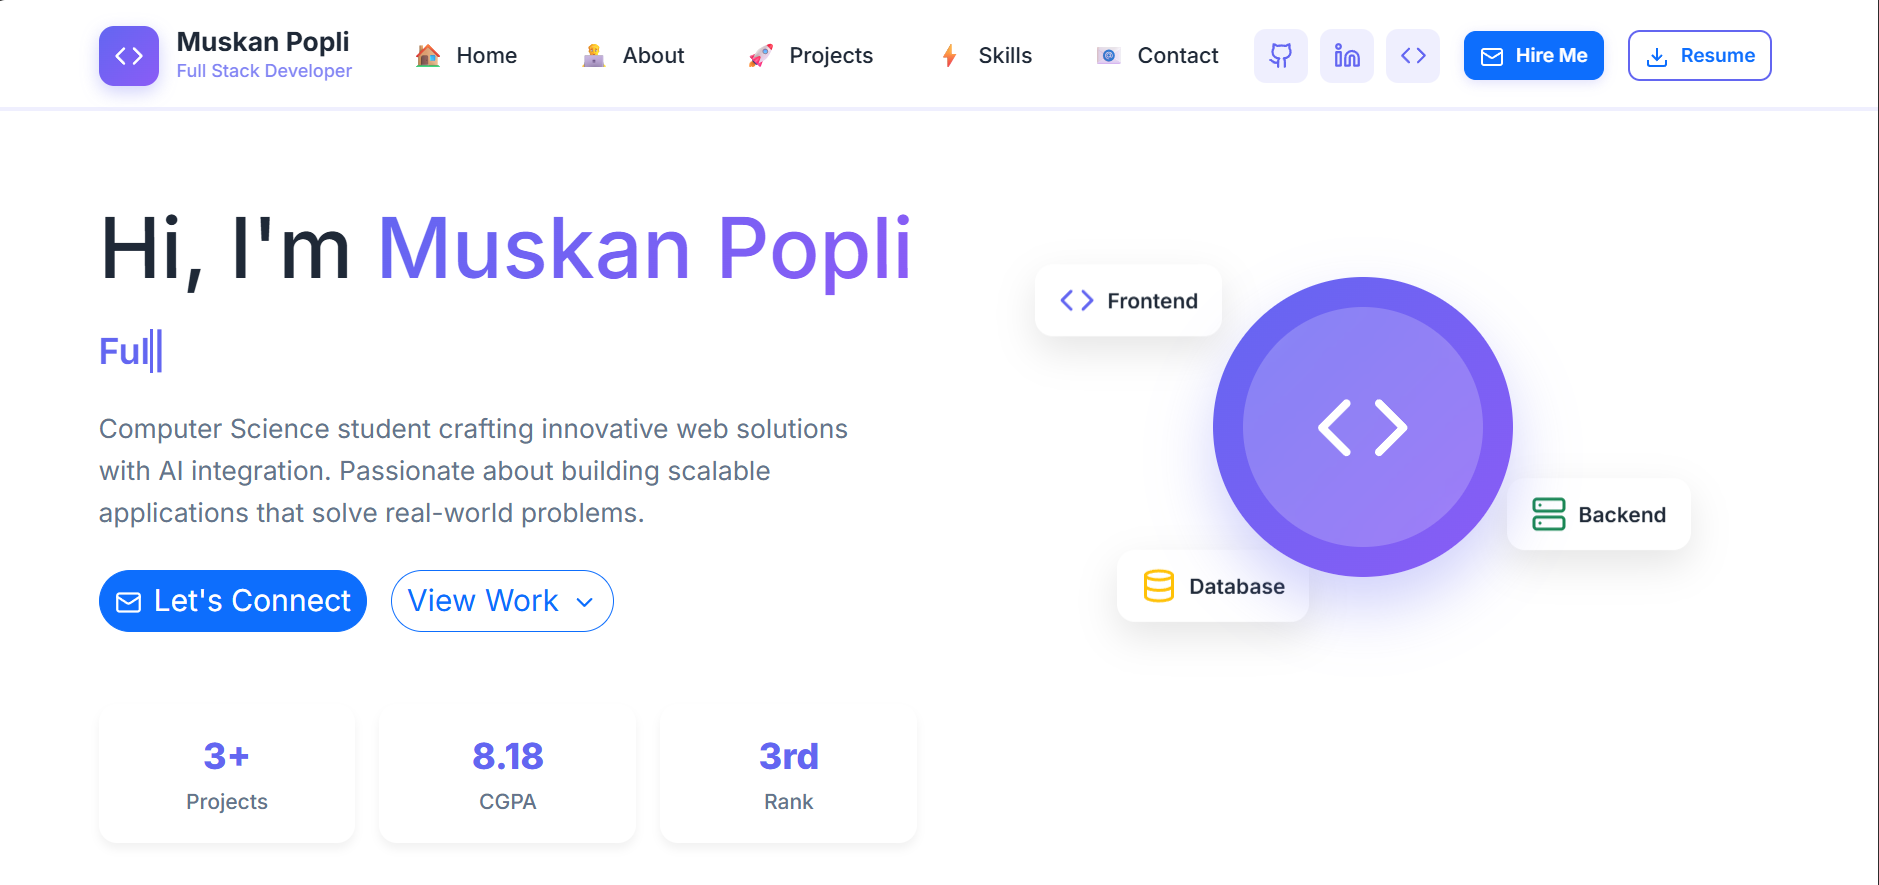 Muskan Popli
Full Stack Developer
Home
About
Projects
Skills
Contact
Hire Me
Resume
Hi, I'm Muskan Popli
Ful
Computer Science student crafting innovative web solutions
with AI integration. Passionate about building scalable
applications that solve real-world problems.
Let's Connect
View Work
Frontend
Backend
Database
3+
Projects
8.18
CGPA
3rd
Rank